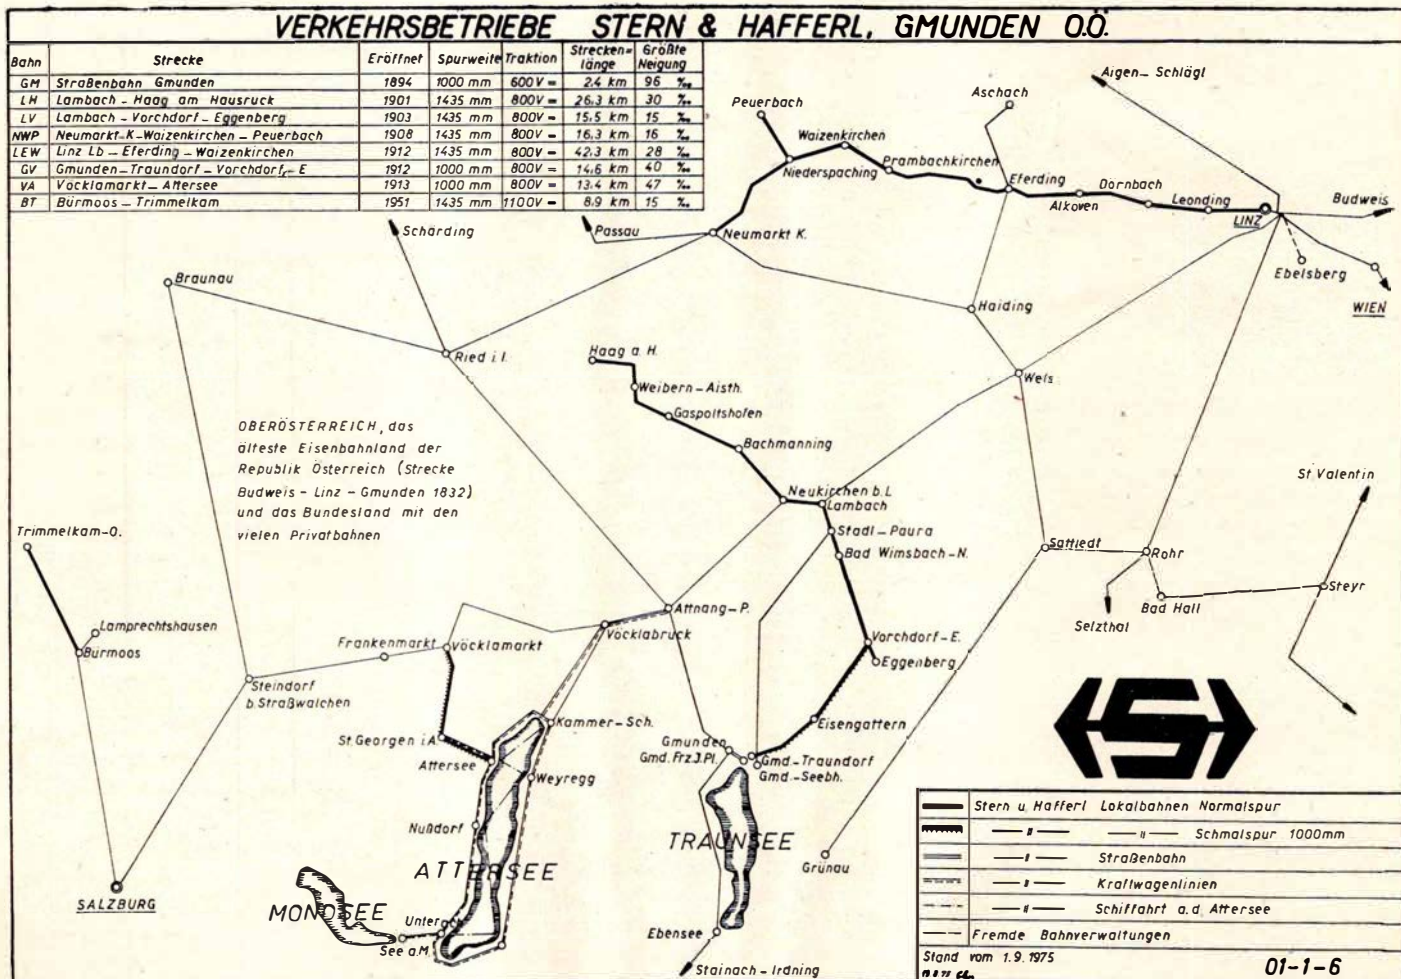 VERKEHRSBETRIEBE STERN & HAFFERL, GMUNDEN O.Ö.
Bahn Strecke Eröffnet Spurweite Traktion Strecken=länge Größte Neigung
GM Straßenbahn Gmunden 1894 1000 mm 600V = 2,4 km 96 ‰
LH Lambach - Haag am Hausruck 1901 1435 mm 800V = 26,3 km 30 ‰
LV Lambach - Vorchdorf - Eggenberg 1903 1435 mm 800V = 15,5 km 15 ‰
NWP Neumarkt-K-Waizenkirchen - Peuerbach 1908 1435 mm 800V = 16,3 km 16 ‰
LEW Linz Lb - Eferding - Waizenkirchen 1912 1435 mm 800V = 42,3 km 28 ‰
GV Gmunden-Traundorf - Vorchdorf - E 1912 1000 mm 800V = 14,6 km 40 ‰
VA Vöcklamarkt - Attersee 1913 1000 mm 800V = 13,4 km 47 ‰
BT Bürmoos - Trimmelkam 1951 1435 mm 1100V = 8,9 km 15 ‰
Aigen - Schlägl
Aschach
Peuerbach
Waizenkirchen
Prambachkirchen
Niederspaching
Eferding
Dörnbach
Alkoven
Leonding
LINZ
Budweis
Ebelsberg
WIEN
Schärding
Passau
Neumarkt K.
Braunau
Haiding
Ried i. I.
Haag a. H.
Wels
Weibern - Aisth.
Gaspoltshofen
Bachmanning
OBERÖSTERREICH, das
älteste Eisenbahnland der
Republik Österreich (Strecke
Budweis - Linz - Gmunden 1832)
und das Bundesland mit den
vielen Privatbahnen
St Valentin
Neukirchen b. L
Lambach
Stadl - Paura
Bad Wimsbach - N.
Trimmelkam-O.
Sattledt
Rohr
Steyr
Bad Hall
Selzthal
Attnang - P.
Lamprechtshausen
Bürmoos
Frankenmarkt
Vöcklamarkt
Vöcklabruck
Vorchdorf - E.
Eggenberg
Steindorf
b. Straßwalchen
Kammer - Sch.
Eisengattern
St. Georgen i. A.
Attersee
Weyregg
Gmunden
Gmd. Frz. J. Pl.
Gmd. - Traundorf
Gmd. - Seebh.
Nußdorf
TRAUNSEE
Grünau
ATTERSEE
SALZBURG
MONDSEE
Unterach
See a. M.
Ebensee
Stainach - Irdning
Stern u. Hafferl Lokalbahnen Normalspur
" " Schmalspur 1000mm
" Straßenbahn
" Kraftwagenlinien
" Schiffahrt a. d. Attersee
Fremde Bahnverwaltungen
Stand vom 1. 9. 1975
01-1-6